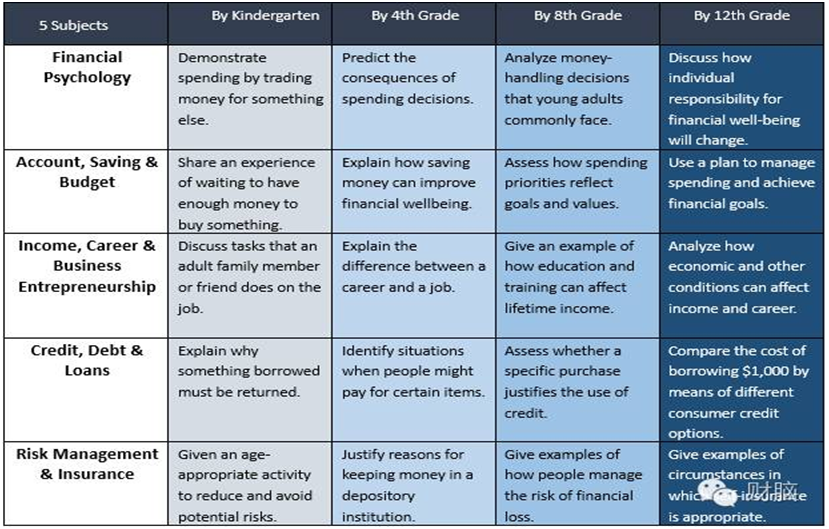 5 Subjects
By Kindergarten
By 4th Grade
By 8th Grade
By 12th Grade
Financial
Psychology
Demonstrate
spending by trading
money for something
else.
Predict the
consequences of
spending decisions.
Analyze money-
handling decisions
that young adults
commonly face.
Discuss how
individual
responsibility for
financial well-being
will change.
Account, Saving &
Budget
Share an experience
of waiting to have
enough money to
buy something.
Explain how saving
money can improve
financial wellbeing.
Assess how spending
priorities reflect
goals and values.
Use a plan to manage
spending and achieve
financial goals.
Income, Career &
Business
Entrepreneurship
Discuss tasks that an
adult family member
or friend does on the
job.
Explain the
difference between a
career and a job.
Give an example of
how education and
training can affect
lifetime income.
Analyze how
economic and other
conditions can affect
income and career.
Credit, Debt &
Loans
Explain why
something borrowed
must be returned.
Identify situations
when people might
pay for certain items.
Assess whether a
specific purchase
justifies the use of
credit.
Compare the cost of
borrowing $1,000 by
means of different
consumer credit
options.
Risk Management
& Insurance
Given an age-
appropriate activity
to reduce and avoid
potential risks.
Justify reasons for
keeping money in a
depository
institution.
Give examples of
how people manage
the risk of financial
loss.
Give examples of
circumstances in
which insurance
is appropriate.
财脑